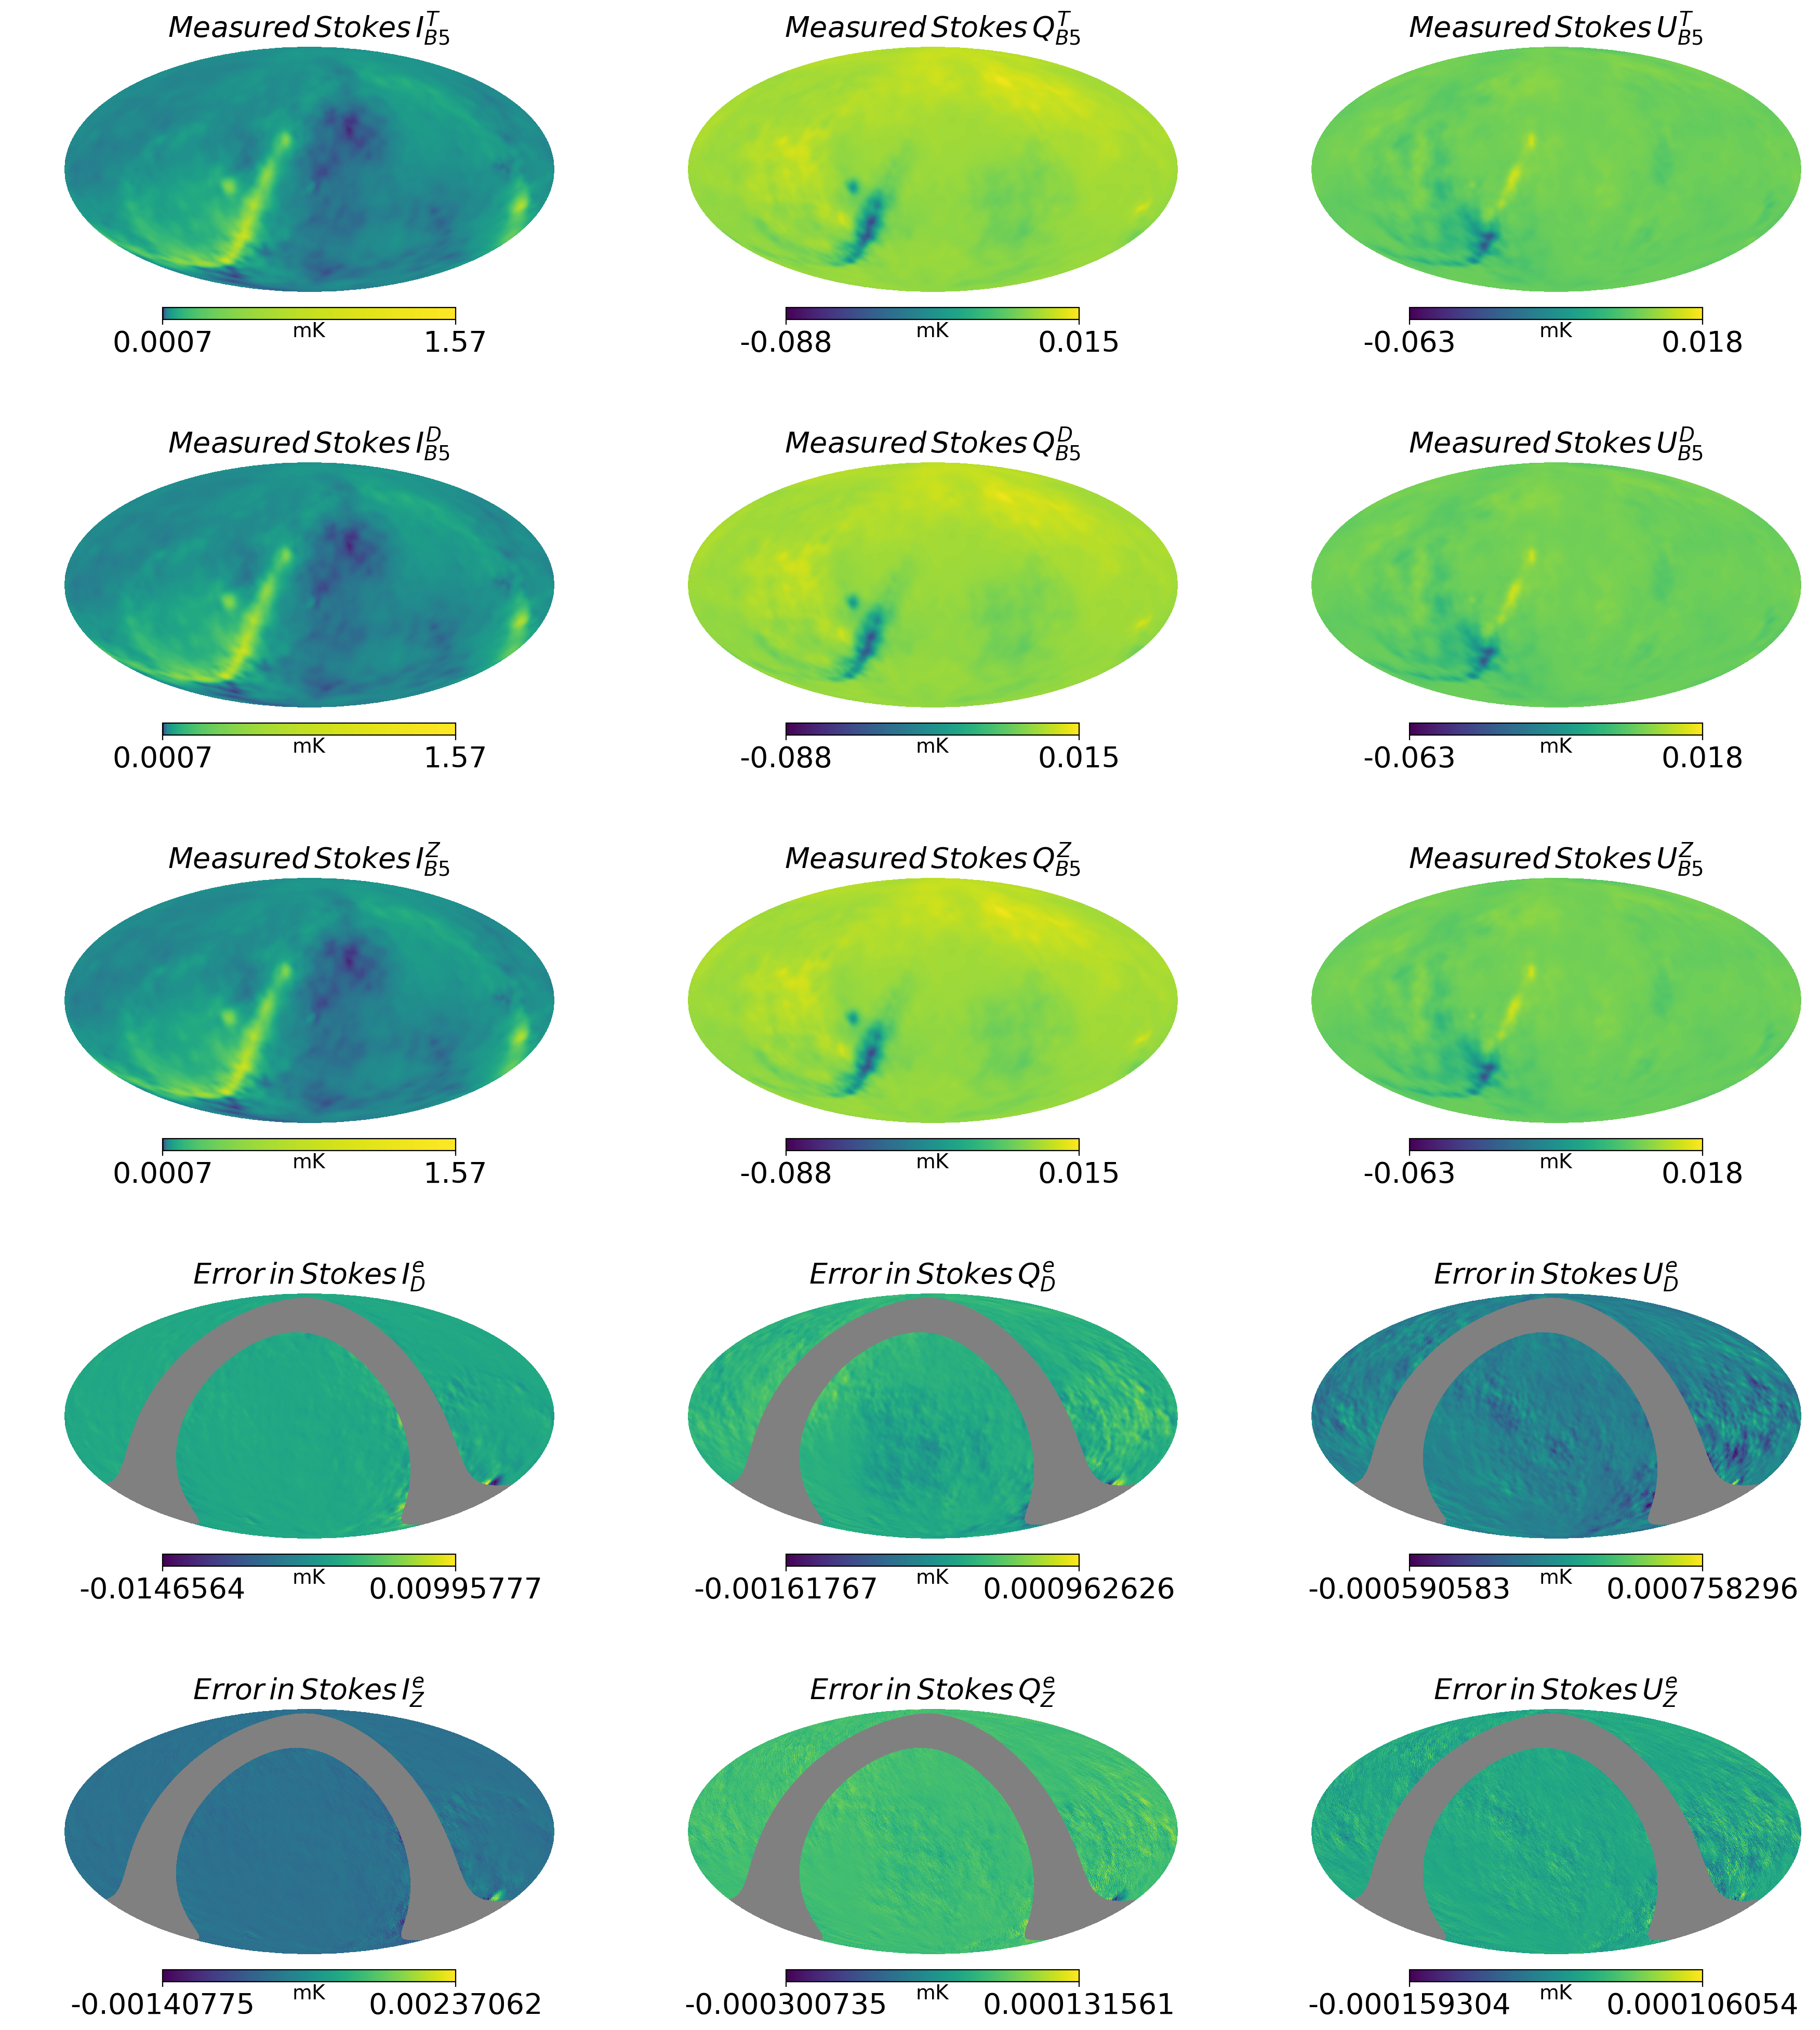 Measured Stokes I^T_B5 Measured Stokes Q^T_B5 Measured Stokes U^T_B5
mK mK mK
0.0007 1.57 -0.088 0.015 -0.063 0.018
Measured Stokes I^D_B5 Measured Stokes Q^D_B5 Measured Stokes U^D_B5
mK mK mK
0.0007 1.57 -0.088 0.015 -0.063 0.018
Measured Stokes I^Z_B5 Measured Stokes Q^Z_B5 Measured Stokes U^Z_B5
mK mK mK
0.0007 1.57 -0.088 0.015 -0.063 0.018
Error in Stokes I^e_D Error in Stokes Q^e_D Error in Stokes U^e_D
mK mK mK
-0.0146564 0.00995777 -0.00161767 0.000962626 -0.000590583 0.000758296
Error in Stokes I^e_Z Error in Stokes Q^e_Z Error in Stokes U^e_Z
mK mK mK
-0.00140775 0.00237062 -0.000300735 0.000131561 -0.000159304 0.000106054